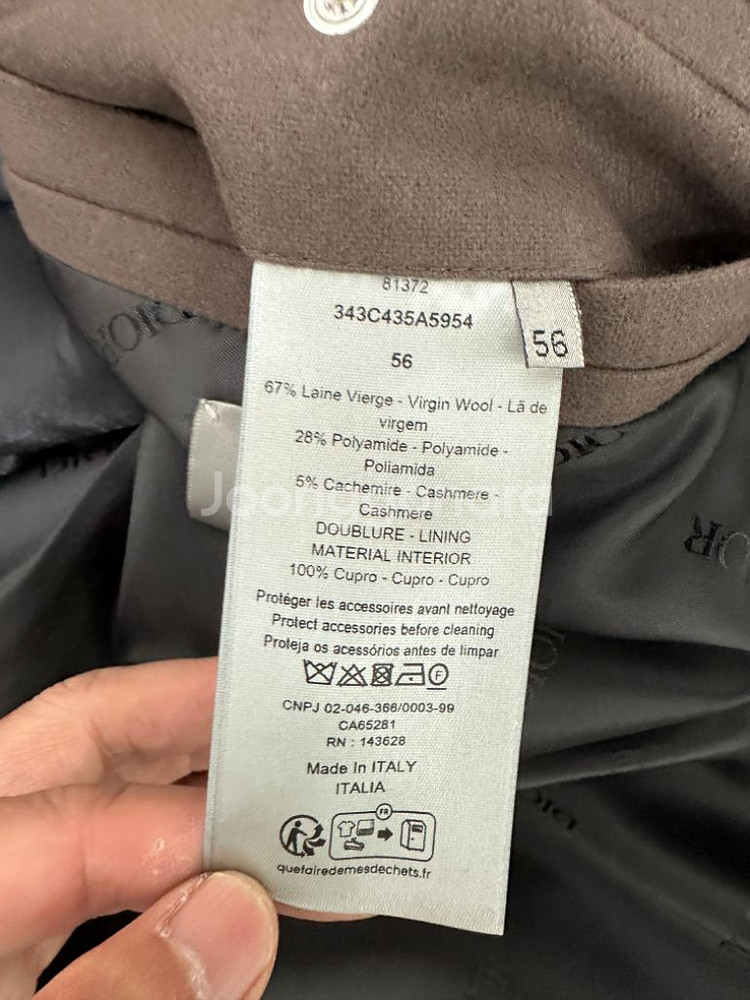 81372
343C435A5954
56
56
67% Laine Vierge - Virgin Wool - Lã de
virgem
28% Polyamide - Polyamide -
Poliamida
5% Cachemire - Cashmere -
Cashmere
DOUBLURE - LINING
MATERIAL INTERIOR
100% Cupro - Cupro - Cupro
Protéger les accessoires avant nettoyage
Protect accessories before cleaning
Proteja os acessórios antes de limpar
F
CNPJ 02-046-366/0003-99
CA65281
RN : 143628
Made In ITALY
ITALIA
FR
quefairedemesdechets.fr
DIOR
DIOR